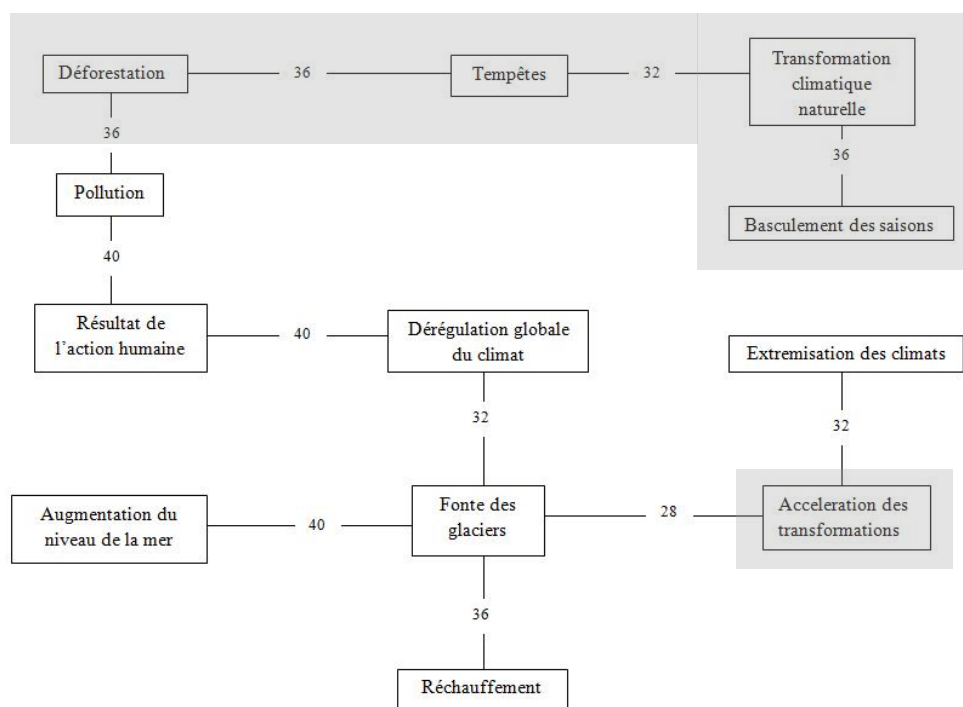 Déforestation
36
Tempêtes
32
Transformation
climatique
naturelle
36
36
Pollution
Basculement des saisons
40
Résultat de
l'action humaine
40
Dérégulation globale
du climat
Extremisation des climats
32
32
Augmentation du
niveau de la mer
40
Fonte des
glaciers
28
Acceleration des
transformations
36
Réchauffement